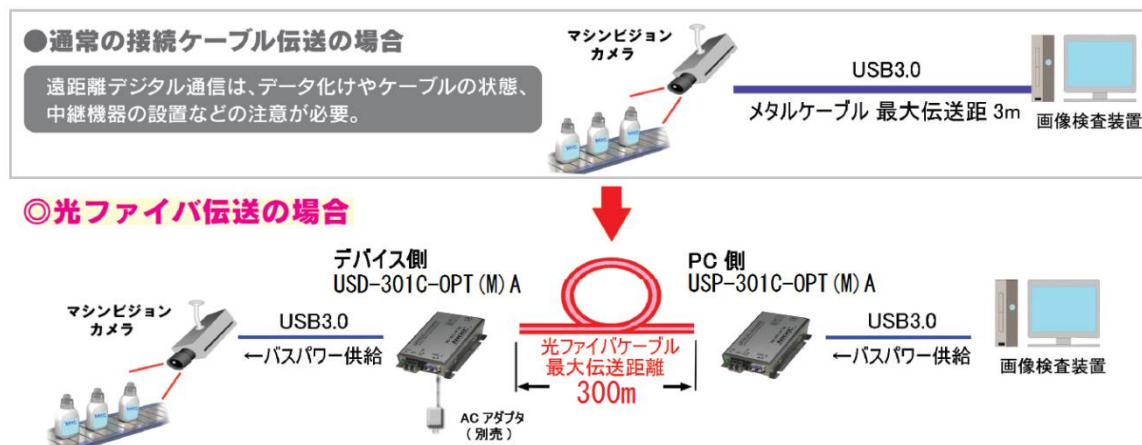 ●通常の接続ケーブル伝送の場合
遠距離デジタル通信は、データ化けやケーブルの状態、
中継機器の設置などの注意が必要。
マシンビジョン
カメラ
USB3.0
メタルケーブル 最大伝送距 3m
画像検査装置
◎光ファイバ伝送の場合
デバイス側
USD-301C-OPT(M)A
PC 側
USP-301C-OPT(M)A
マシンビジョン
カメラ
USB3.0
←バスパワー供給
光ファイバケーブル
最大伝送距離
300m
USB3.0
←バスパワー供給
画像検査装置
AC アダプタ
(別売)